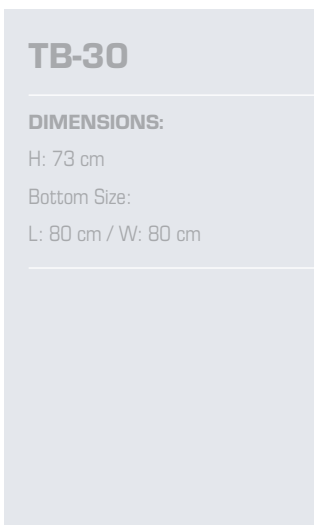 TB-30
DIMENSIONS:
H: 73 cm
Bottom Size:
L: 80 cm / W: 80 cm